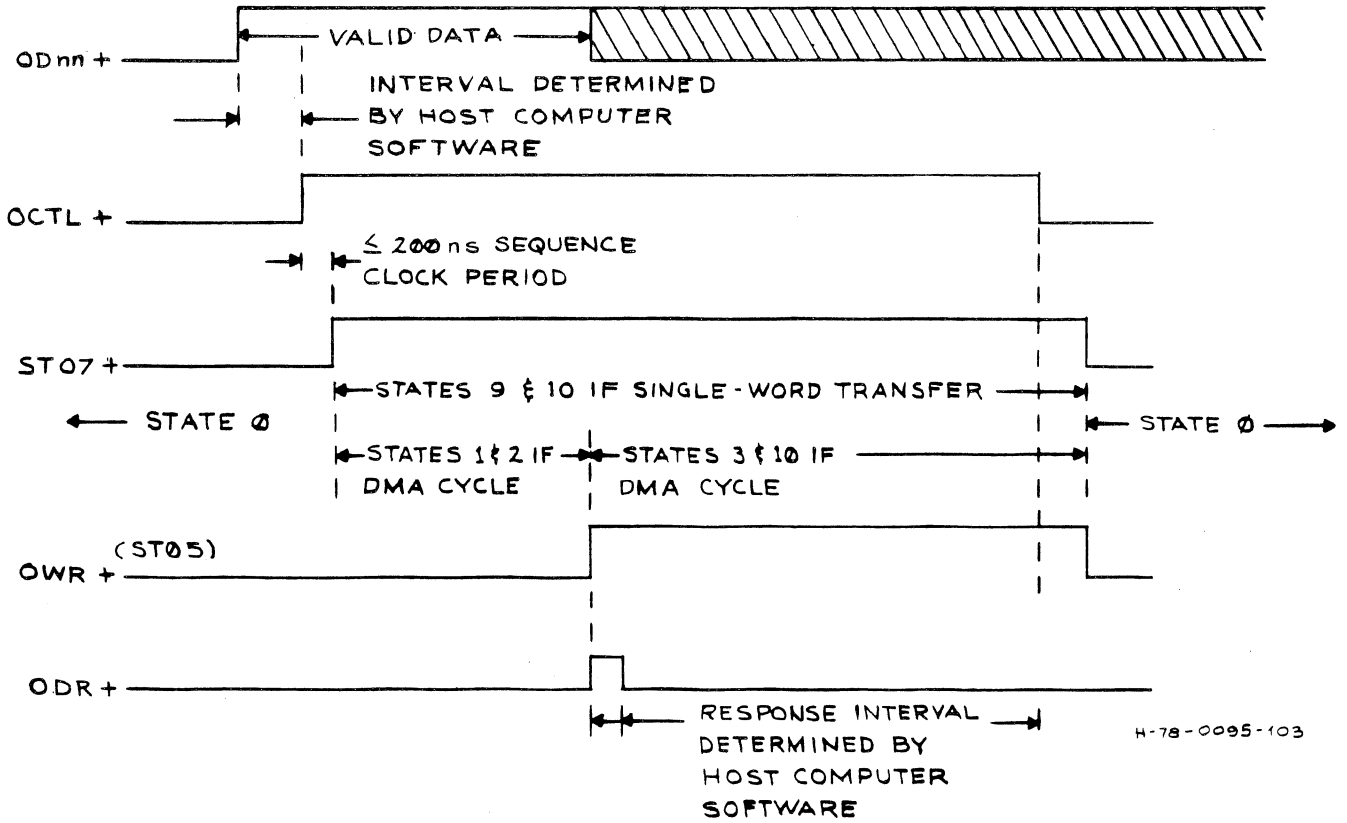 VALID DATA
ODnn +
INTERVAL DETERMINED
BY HOST COMPUTER
SOFTWARE
OCTL +
≤ 200 ns SEQUENCE
CLOCK PERIOD
ST07 +
STATES 9 & 10 IF SINGLE-WORD TRANSFER
STATE 0
STATE 0
STATES 1 & 2 IF
DMA CYCLE
STATES 3 & 10 IF
DMA CYCLE
(ST05)
OWR +
ODR +
RESPONSE INTERVAL
DETERMINED BY
HOST COMPUTER
SOFTWARE
H-78-0095-103